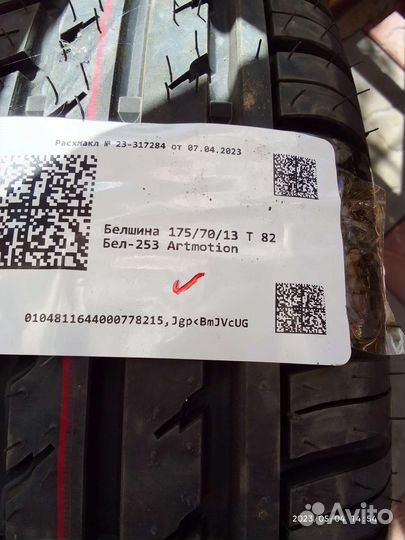 РасхНакл № 23-317284 от 07.04.2023
Белшина 175/70/13 Т 82
Бел-253 Artmotion
0104811644000778215,Jgp<BmJVcUG
2023/05/04 14:54
Avito